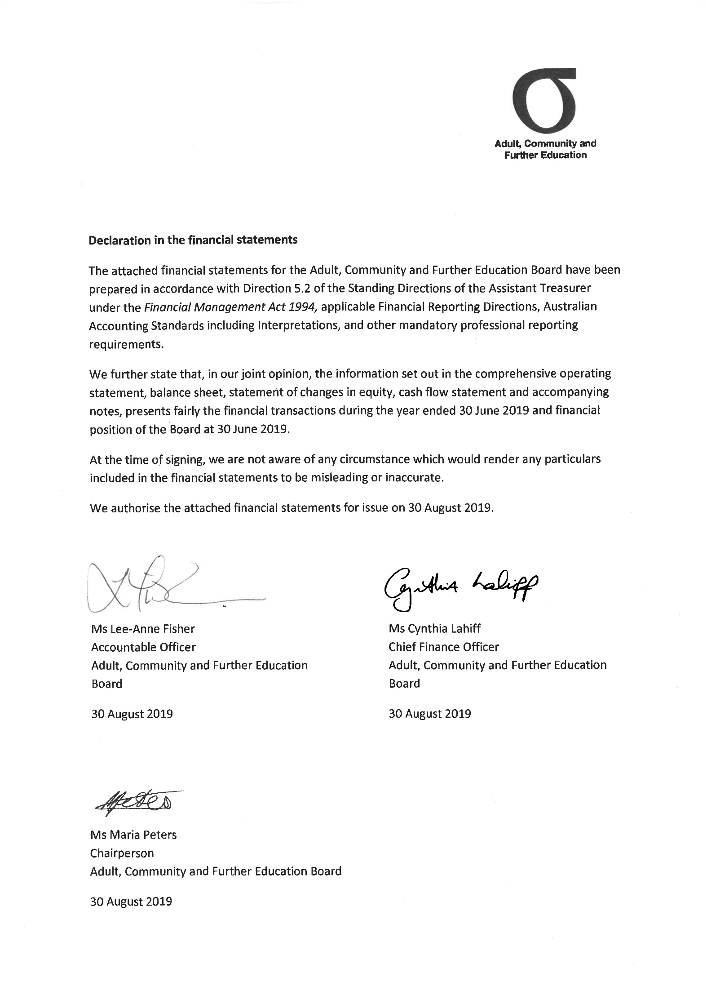 σ
Adult, Community and
Further Education
Declaration in the financial statements
The attached financial statements for the Adult, Community and Further Education Board have been
prepared in accordance with Direction 5.2 of the Standing Directions of the Assistant Treasurer
under the Financial Management Act 1994, applicable Financial Reporting Directions, Australian
Accounting Standards including Interpretations, and other mandatory professional reporting
requirements.
We further state that, in our joint opinion, the information set out in the comprehensive operating
statement, balance sheet, statement of changes in equity, cash flow statement and accompanying
notes, presents fairly the financial transactions during the year ended 30 June 2019 and financial
position of the Board at 30 June 2019.
At the time of signing, we are not aware of any circumstance which would render any particulars
included in the financial statements to be misleading or inaccurate.
We authorise the attached financial statements for issue on 30 August 2019.
Cynthia Lahiff
Ms Lee-Anne Fisher
Accountable Officer
Adult, Community and Further Education
Board
30 August 2019
Ms Cynthia Lahiff
Chief Finance Officer
Adult, Community and Further Education
Board
30 August 2019
Ms Maria Peters
Chairperson
Adult, Community and Further Education Board
30 August 2019